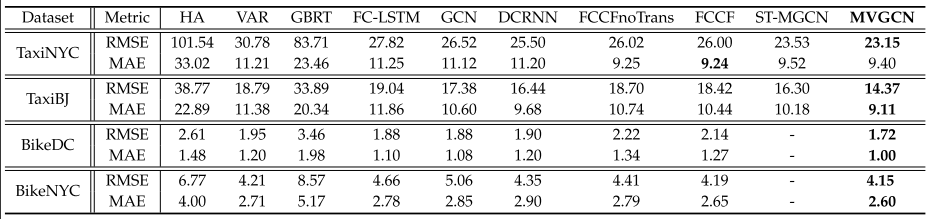 Dataset Metric HA VAR GBRT FC-LSTM GCN DCRNN FCCFnoTrans FCCF ST-MGCN MVGCN
TaxiNYC RMSE 101.54 30.78 83.71 27.82 26.52 25.50 26.02 26.00 23.53 23.15
MAE 33.02 11.21 23.46 11.25 11.12 11.20 9.25 9.24 9.52 9.40
TaxiBJ RMSE 38.77 18.79 33.89 19.04 17.38 16.44 18.70 18.42 16.30 14.37
MAE 22.89 11.38 20.34 11.86 10.60 9.68 10.74 10.44 10.18 9.11
BikeDC RMSE 2.61 1.95 3.46 1.88 1.88 1.90 2.22 2.14 - 1.72
MAE 1.48 1.20 1.98 1.10 1.08 1.20 1.34 1.27 - 1.00
BikeNYC RMSE 6.77 4.21 8.57 4.66 5.06 4.35 4.41 4.19 - 4.15
MAE 4.00 2.71 5.17 2.78 2.85 2.90 2.79 2.65 - 2.60